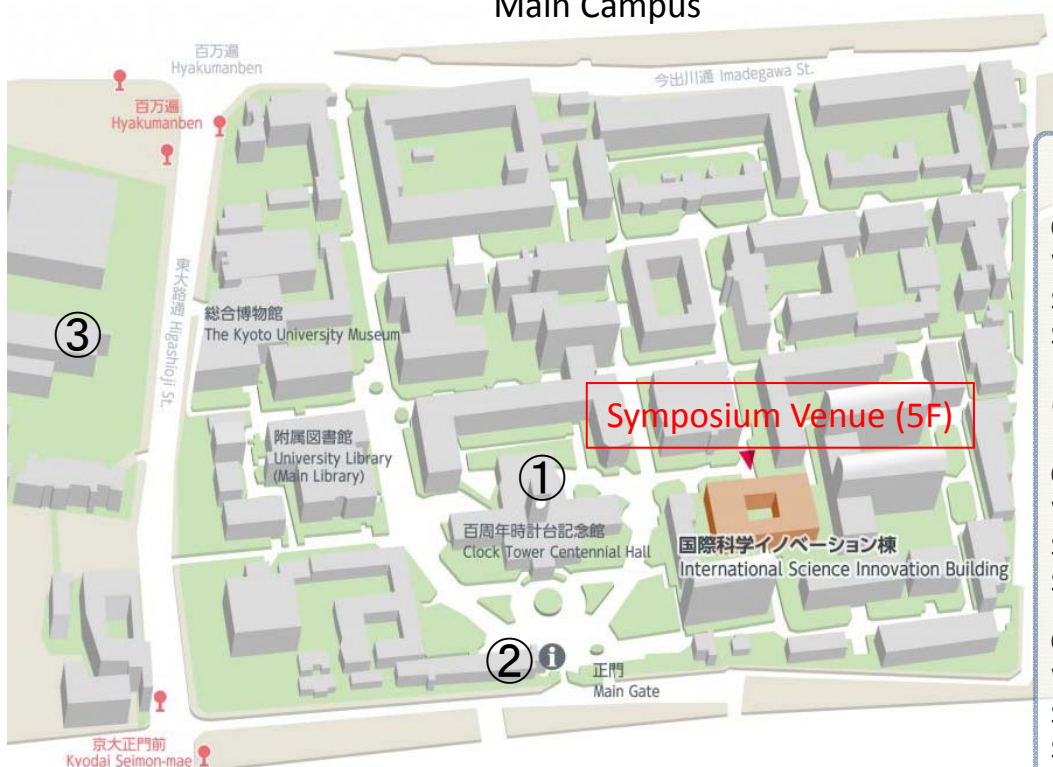 Main Campus
百万遍
Hyakumanben
今出川通 Imadegawa St.
百万遍
Hyakumanben
東大路通 Higashioji St.
③
総合博物館
The Kyoto University Museum
Symposium Venue (5F)
附属図書館
University Library
(Main Library)
①
百周年時計台記念館
Clock Tower Centennial Hall
国際科学イノベーション棟
International Science Innovation Building
②
i
正門
Main Gate
京大正門前
Kyodai Seimon-mae